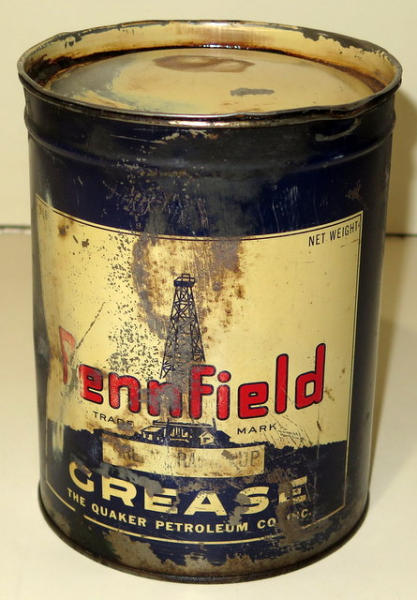 NET WEIGHT
Pennfield
TRADE MARK
GREASE
THE QUAKER PETROLEUM CO. INC.